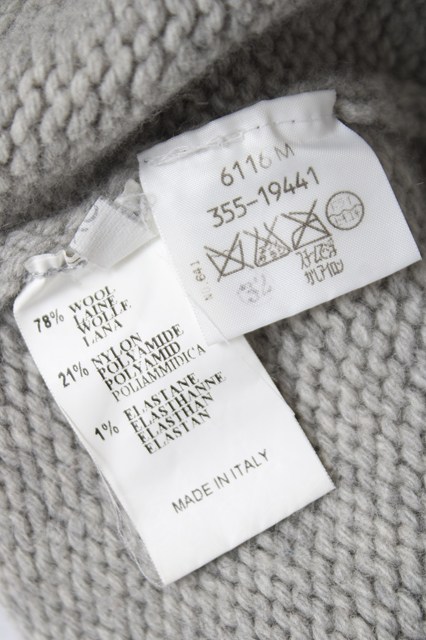 6116 M
355-19441
32
78% WOOL
LAINE
WOLLE
LANA
21% NYLON
POLYAMIDE
POLYAMID
POLIAMMIDICA
1% ELASTANE
ELASTHANNE
ELASTHAN
ELASTAN
MADE IN ITALY